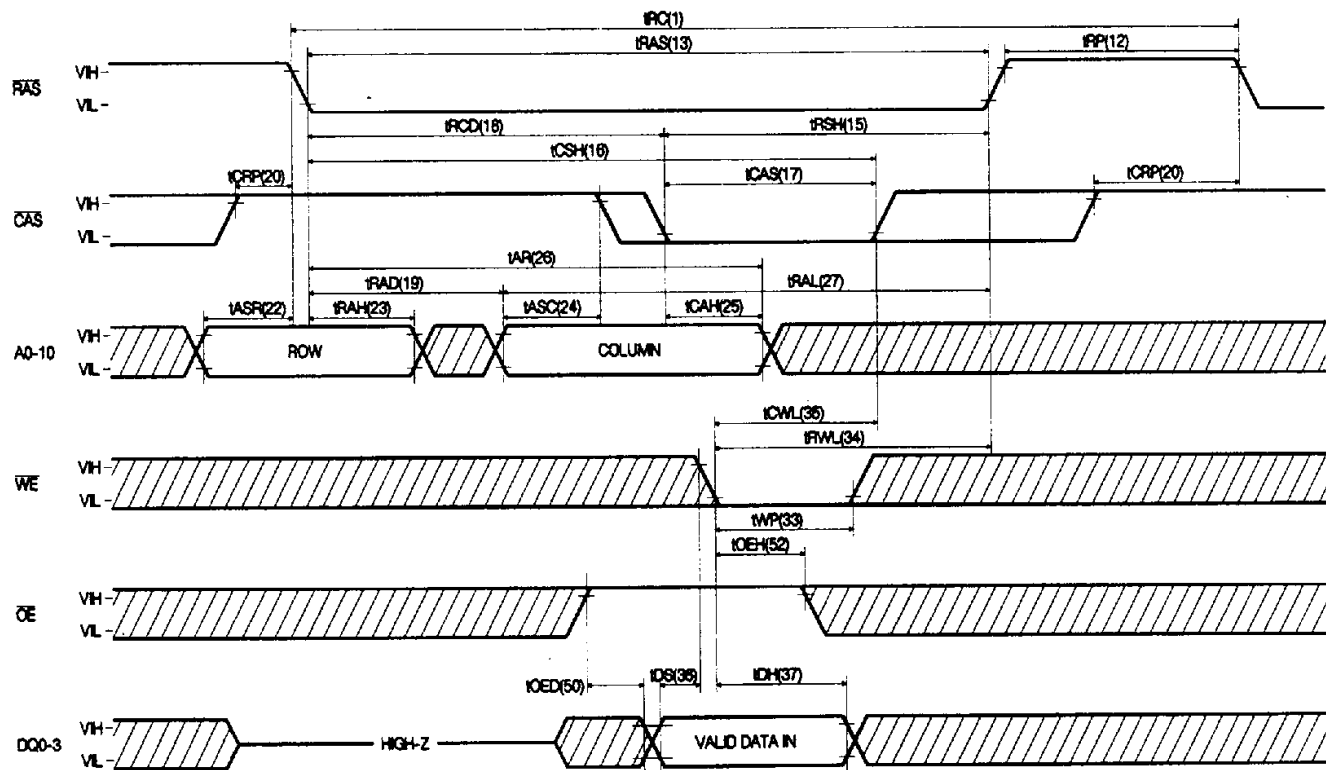 tRC(1)
tRAS(13)
tRP(12)
RAS
VIH
VIL
tRCD(18)
tRSH(15)
tCSH(16)
tCRP(20)
tCAS(17)
tCRP(20)
CAS
VIH
VIL
tAR(26)
tRAD(19)
tRAL(27)
tASR(22)
tRAH(23)
tASC(24)
tCAH(25)
A0-10
VIH
VIL
ROW
COLUMN
tCWL(35)
tRWL(34)
WE
VIH
VIL
tWP(33)
tOEH(52)
OE
VIH
VIL
tOED(50)
tDS(36)
tDH(37)
DQ0-3
VIH
VIL
HIGH-Z
VALID DATA IN